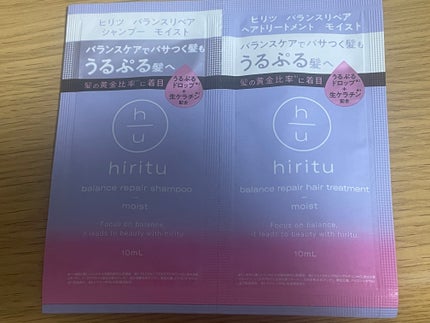 ヒリツ バランスリペア
シャンプー モイスト
バランスケアでパサつく髪も
うるぷる髪へ
髪の黄金比率に着目
うるぷる
ドロップ
+
生ケラチン
配合
h
u
hiritu
balance repair shampoo
moist
Focus on balance,
it leads to beauty with hiritu.
10mL
ヒリツ バランスリペア
ヘアトリートメント モイスト
バランスケアでパサつく髪も
うるぷる髪へ
髪の黄金比率に着目
うるぷる
ドロップ
+
生ケラチン
配合
h
u
hiritu
balance repair hair treatment
moist
Focus on balance,
it leads to beauty with hiritu.
10mL